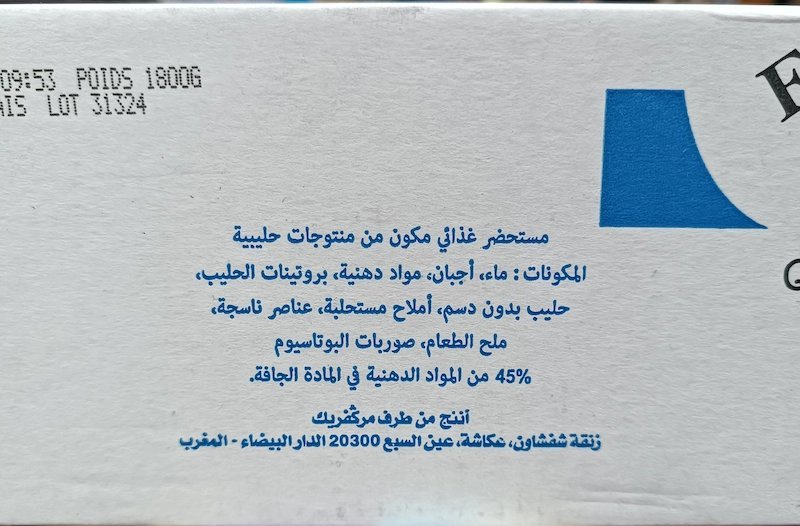 09:53 POIDS 1800G
LOT 31324
مستحضر غذائي مكون من منتوجات حليبية
المكونات : ماء، أجبان، مواد دهنية، بروتينات الحليب،
حليب بدون دسم، أملاح مستحلبة، عناصر ناسجة،
ملح الطعام، صوربات البوتاسيوم
45% من المواد الدهنية في المادة الجافة.
أنتج من طرف مركفريك
زنقة شفشاون، عكاشة، عين السبع 20300 الدار البيضاء - المغرب